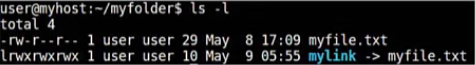 user@myhost:~/myfolder$ ls -l
total 4
-rw-r--r-- 1 user user 29 May  8 17:09 myfile.txt
lrwxrwxrwx 1 user user 10 May  9 05:55 mylink -> myfile.txt